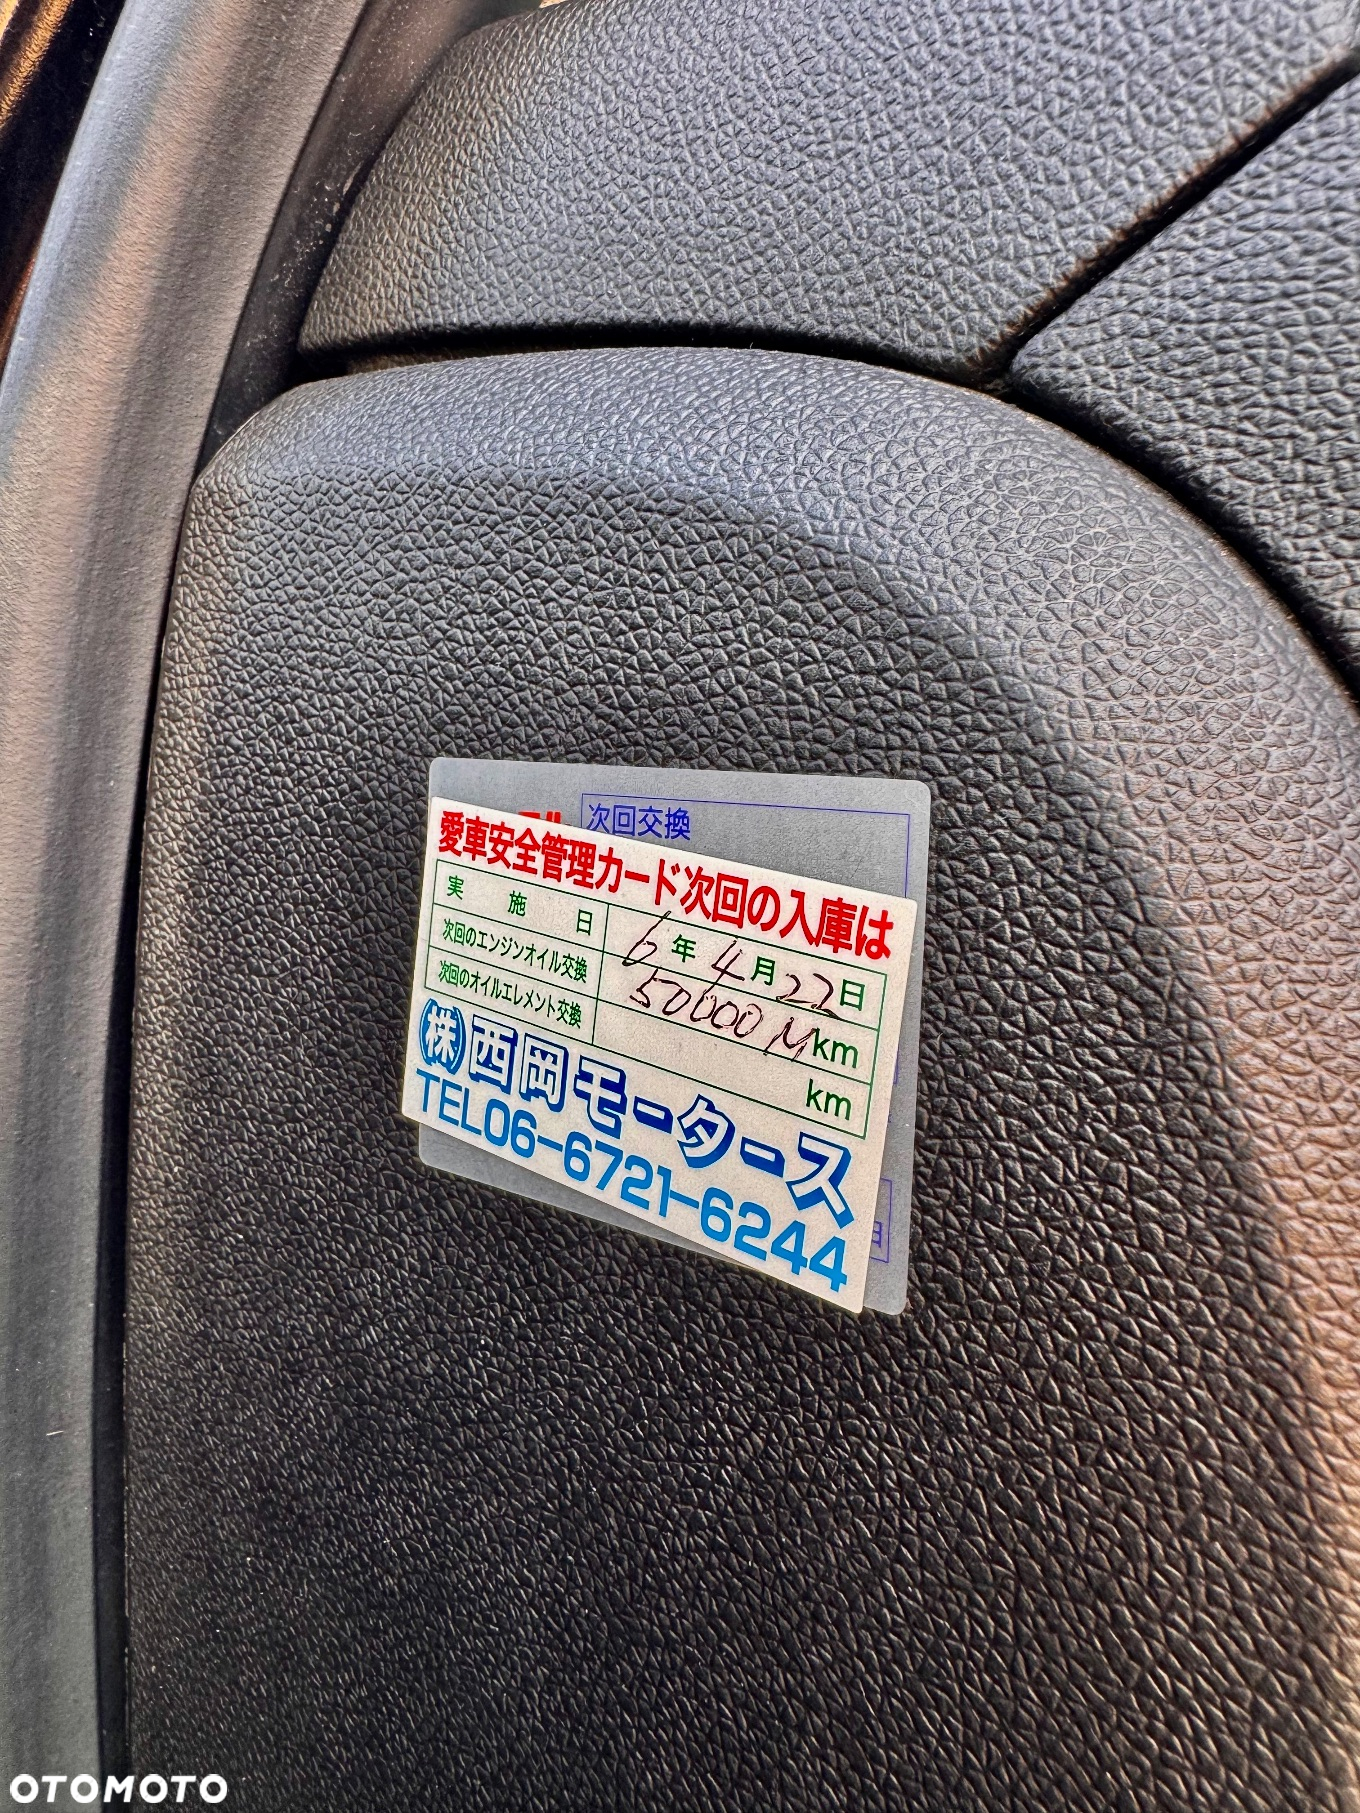 次回交換
愛車安全管理カード次回の入庫は
実施日 6年4月22日
次回のエンジンオイル交換 50000Mkm
次回のオイルエレメント交換 km
㈱西岡モータース
TEL06-6721-6244
日
OTOMOTO